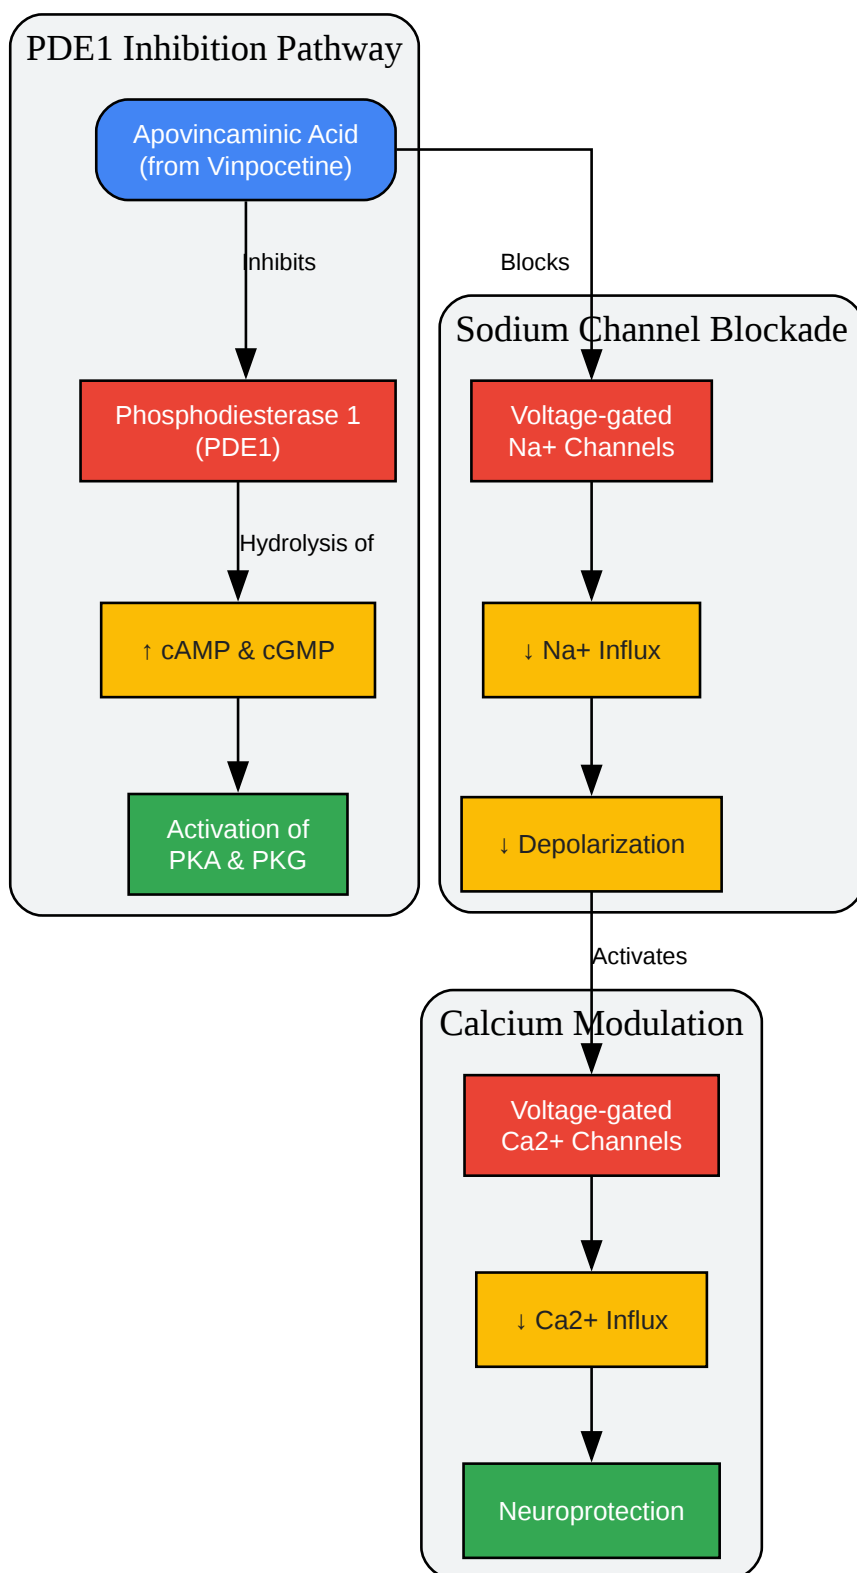 PDE1 Inhibition Pathway
Apovincaminic Acid
(from Vinpocetine)
Inhibits
Blocks
Sodium Channel Blockade
Phosphodiesterase 1
(PDE1)
Voltage-gated
Na+ Channels
Hydrolysis of
↑ cAMP & cGMP
↓ Na+ Influx
Activation of
PKA & PKG
↓ Depolarization
Activates
Calcium Modulation
Voltage-gated
Ca2+ Channels
↓ Ca2+ Influx
Neuroprotection